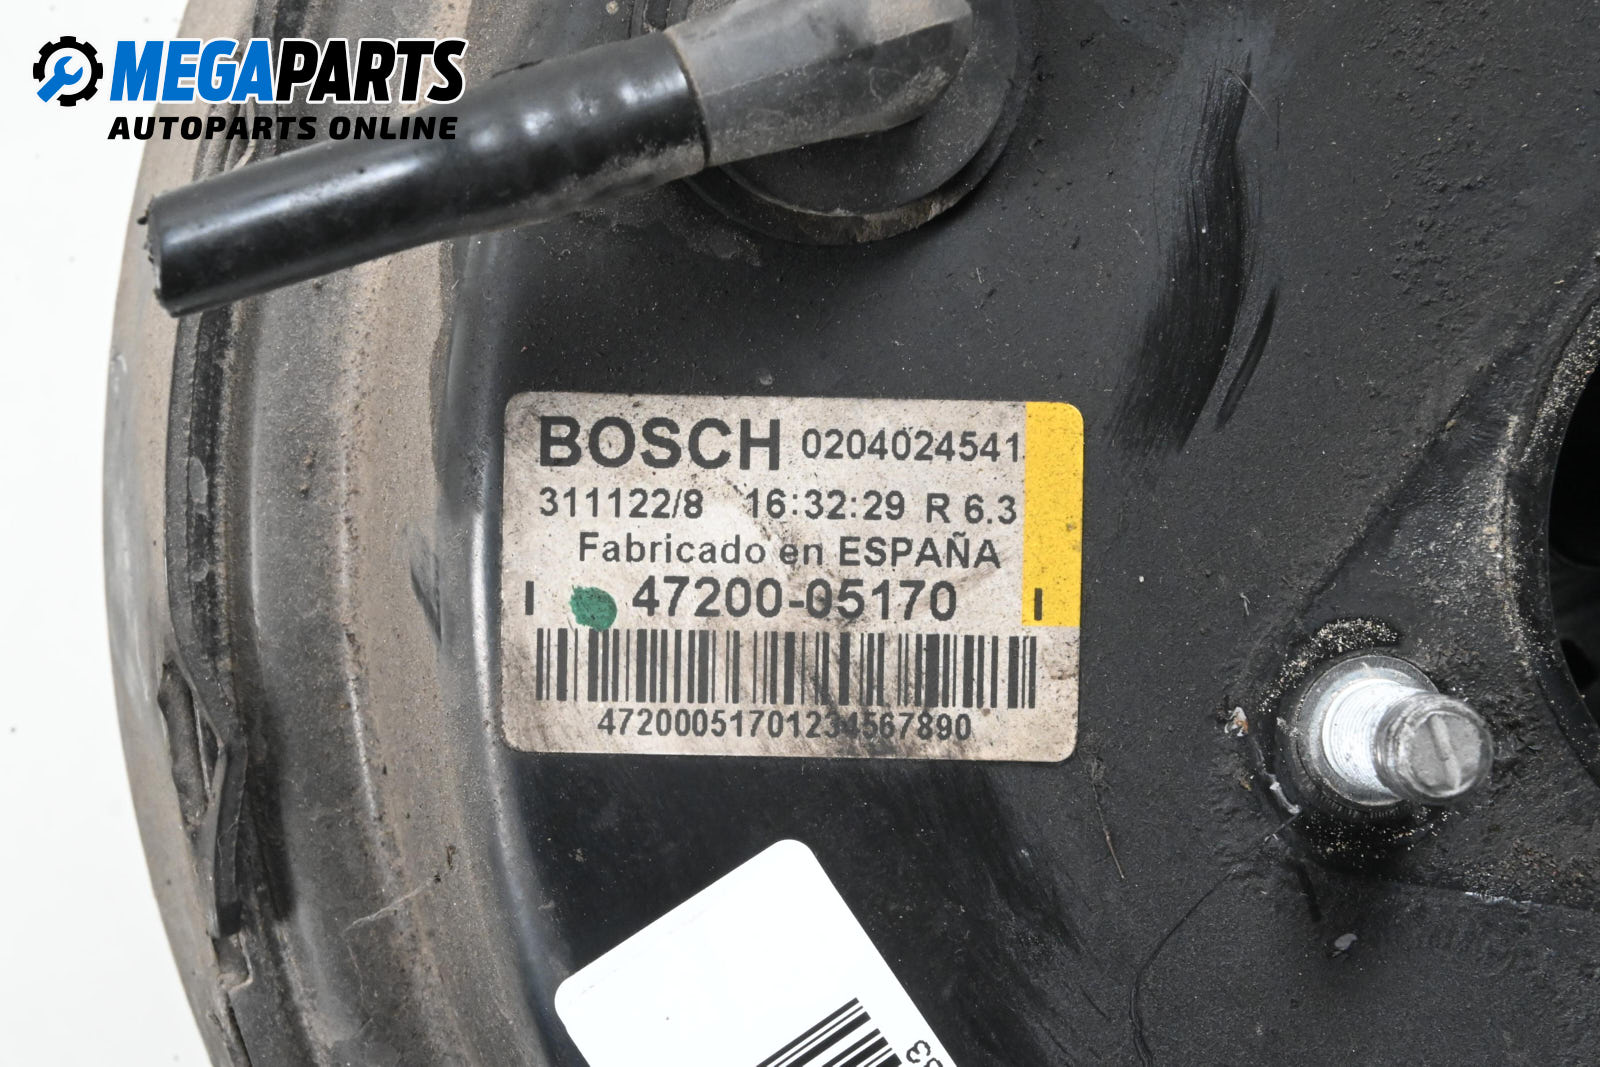 MEGAPARTS
AUTOPARTS ONLINE
BOSCH 0204024541
311122/8 16:32:29 R 6.3
Fabricado en ESPAÑA
I 47200-05170 I
47200051701234567890